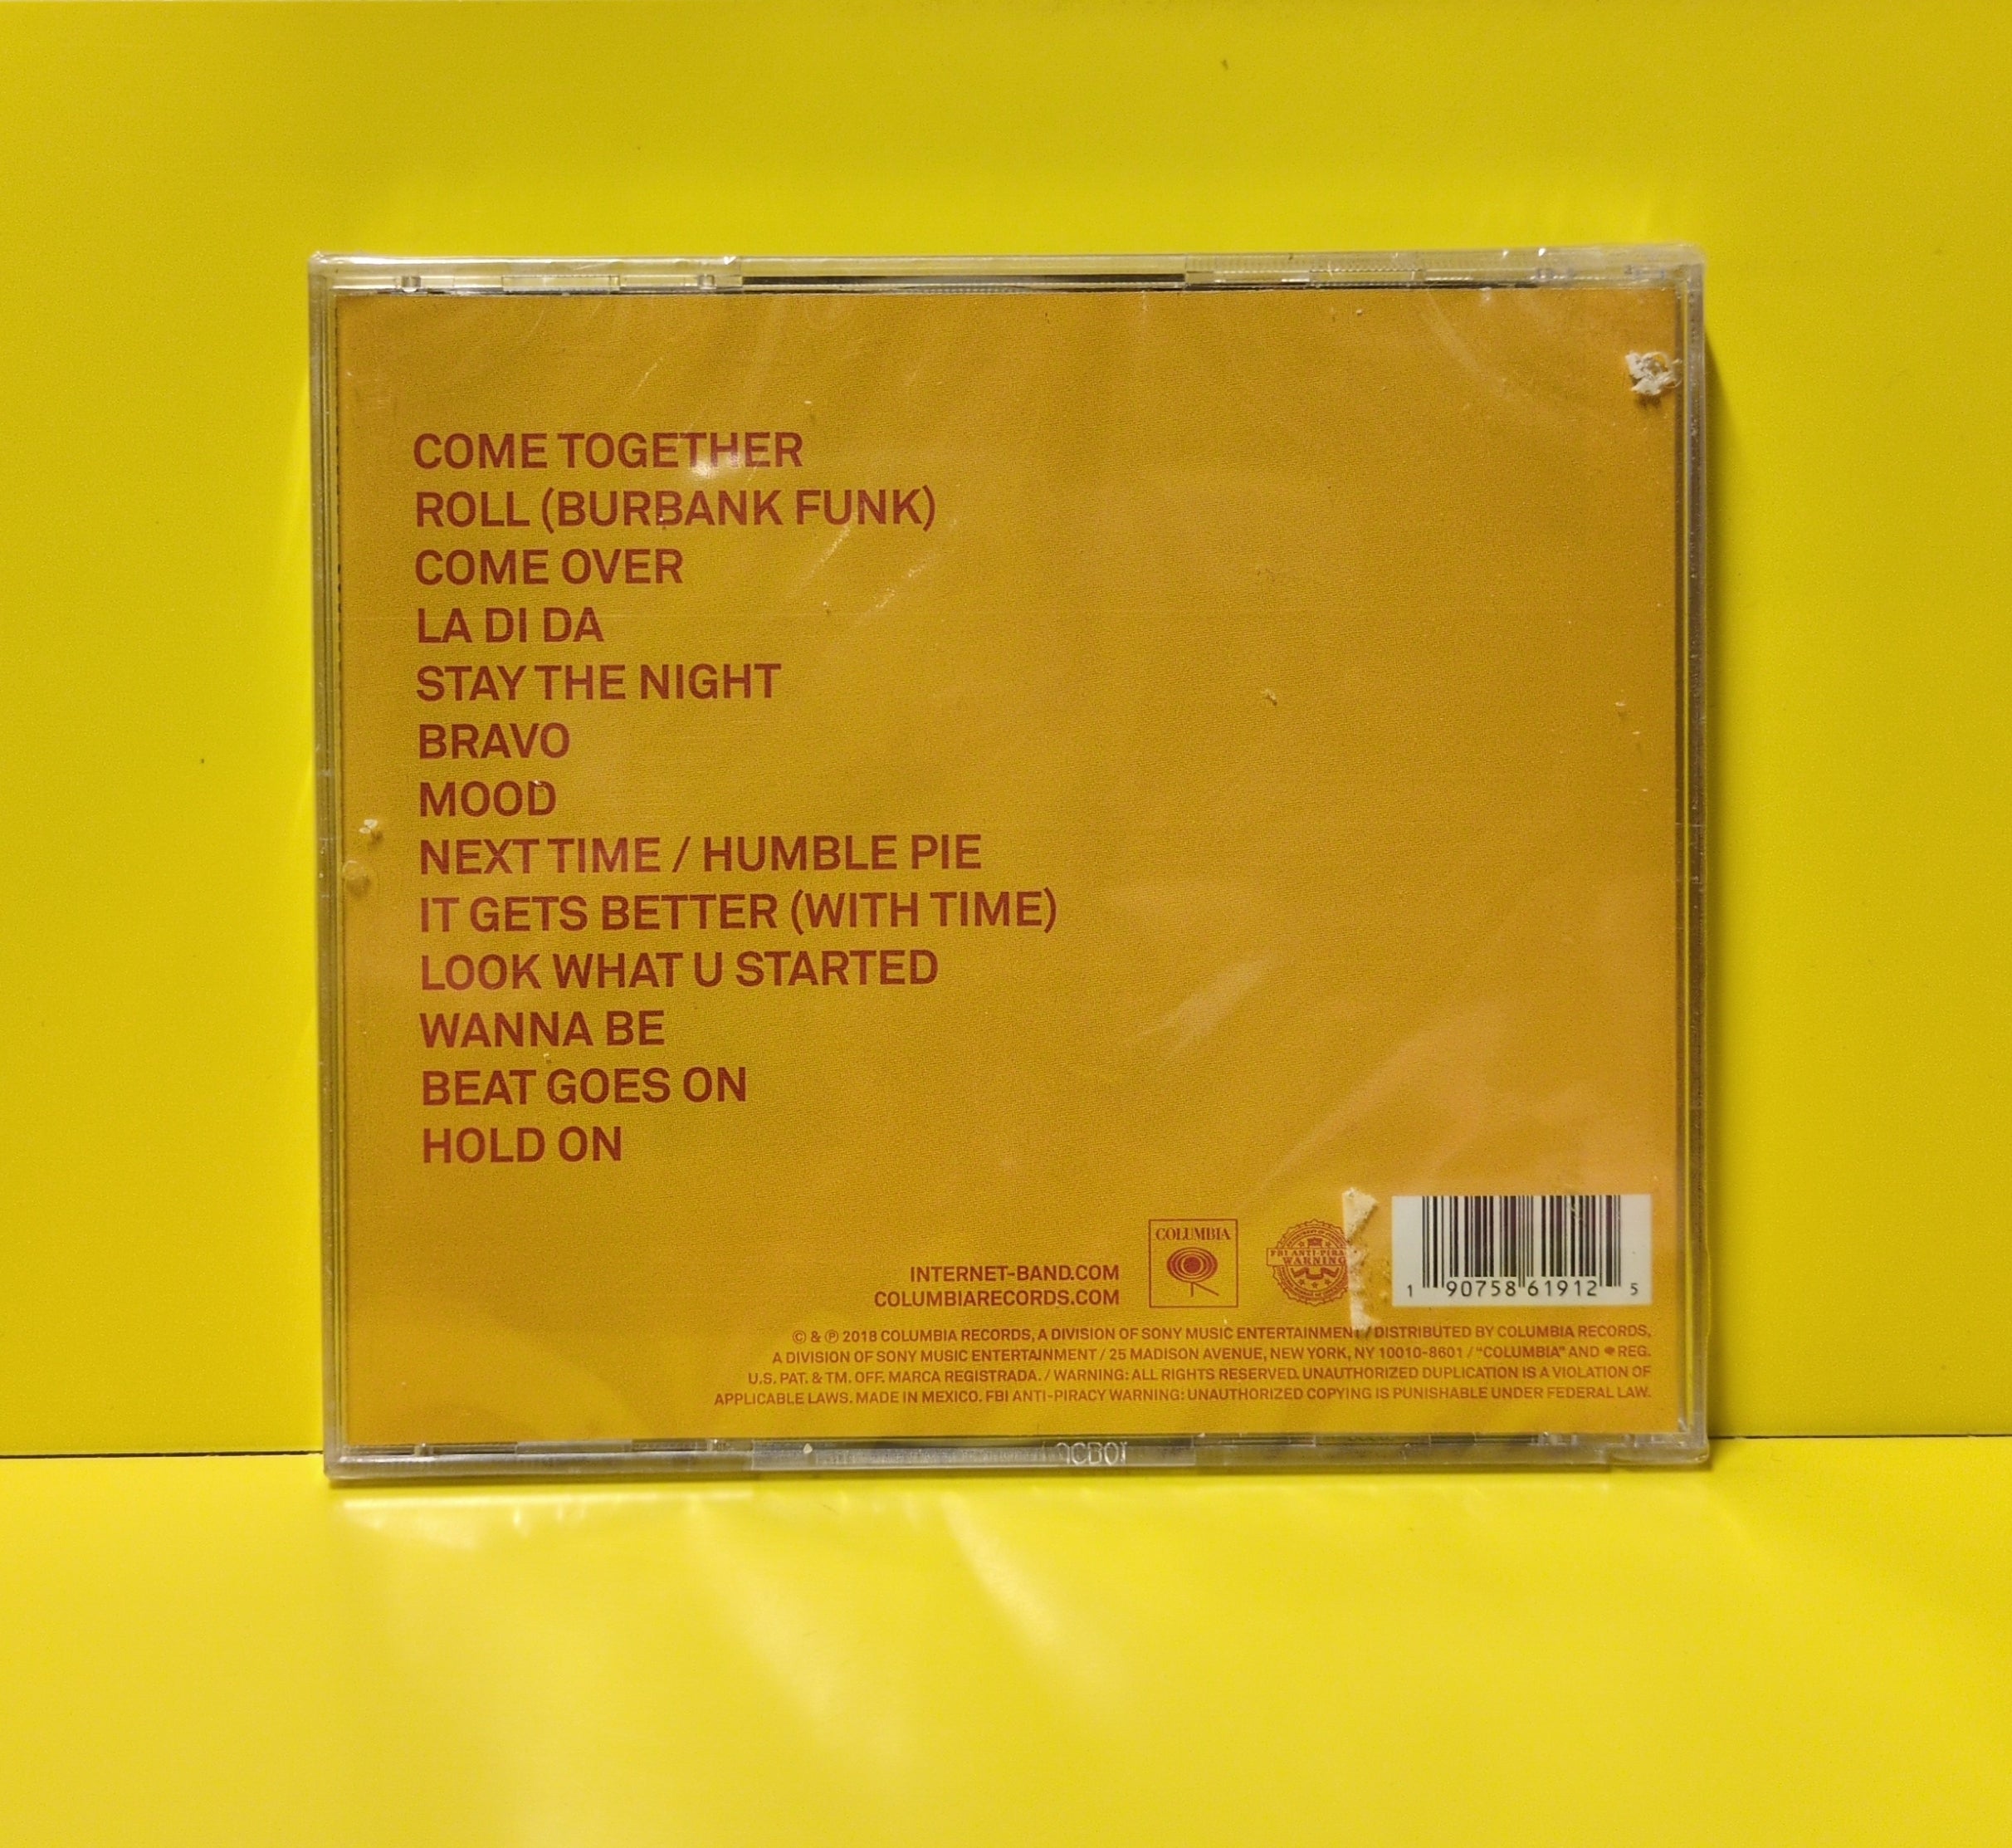 COME TOGETHER
ROLL (BURBANK FUNK)
COME OVER
LA DI DA
STAY THE NIGHT
BRAVO
MOOD
NEXT TIME / HUMBLE PIE
IT GETS BETTER (WITH TIME)
LOOK WHAT U STARTED
WANNA BE
BEAT GOES ON
HOLD ON
INTERNET-BAND.COM
COLUMBIARECORDS.COM
COLUMBIA
FBI ANTI-PIRA
WARNING
1 90758 61912 5
© & ℗ 2018 COLUMBIA RECORDS, A DIVISION OF SONY MUSIC ENTERTAINMENT / DISTRIBUTED BY COLUMBIA RECORDS,
A DIVISION OF SONY MUSIC ENTERTAINMENT / 25 MADISON AVENUE, NEW YORK, NY 10010-8601 / "COLUMBIA" AND REG.
U.S. PAT. & TM. OFF. MARCA REGISTRADA. / WARNING: ALL RIGHTS RESERVED. UNAUTHORIZED DUPLICATION IS A VIOLATION OF
APPLICABLE LAWS. MADE IN MEXICO. FBI ANTI-PIRACY WARNING: UNAUTHORIZED COPYING IS PUNISHABLE UNDER FEDERAL LAW.